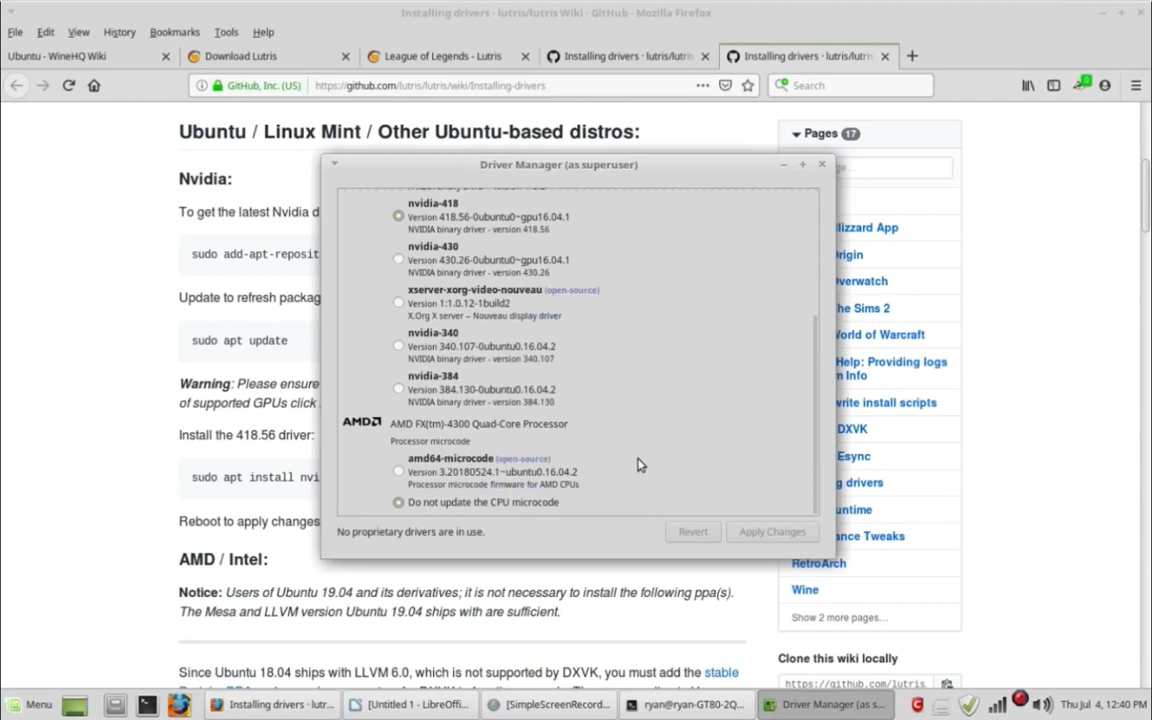 Installing drivers · lutris/lutris Wiki · GitHub - Mozilla Firefox
File Edit View History Bookmarks Tools Help
Ubuntu - WineHQ Wiki
Download Lutris
League of Legends - Lutris
Installing drivers · lutris/lutris
Installing drivers · lutris/lutris
GitHub, Inc. (US)
https://github.com/lutris/lutris/wiki/Installing-drivers
Search
Ubuntu / Linux Mint / Other Ubuntu-based distros:
Nvidia:
To get the latest Nvidia d
sudo add-apt-reposit
Update to refresh packag
sudo apt update
Warning: Please ensure
of supported GPUs click
Install the 418.56 driver:
sudo apt install nvi
Reboot to apply changes
AMD / Intel:
Notice: Users of Ubuntu 19.04 and its derivatives; it is not necessary to install the following ppa(s).
The Mesa and LLVM version Ubuntu 19.04 ships with are sufficient.
Since Ubuntu 18.04 ships with LLVM 6.0, which is not supported by DXVK, you must add the stable
Driver Manager (as superuser)
nvidia-418
Version 418.56-0ubuntu0~gpu16.04.1
NVIDIA binary driver - version 418.56
nvidia-430
Version 430.26-0ubuntu0~gpu16.04.1
NVIDIA binary driver - version 430.26
xserver-xorg-video-nouveau (open-source)
Version 1:1.0.12-1build2
X.Org X server -- Nouveau display driver
nvidia-340
Version 340.107-0ubuntu0.16.04.2
NVIDIA binary driver - version 340.107
nvidia-384
Version 384.130-0ubuntu0.16.04.2
NVIDIA binary driver - version 384.130
AMD
AMD FX(tm)-4300 Quad-Core Processor
Processor microcode
amd64-microcode (open-source)
Version 3.20180524.1~ubuntu0.16.04.2
Processor microcode firmware for AMD CPUs
Do not update the CPU microcode
No proprietary drivers are in use.
Revert
Apply Changes
Pages 17
ge...
lizzard App
rigin
verwatch
he Sims 2
orld of Warcraft
Help: Providing logs
n Info
write install scripts
DXVK
Esync
g drivers
untime
ance Tweaks
RetroArch
Wine
Show 2 more pages...
Clone this wiki locally
https://github.com/lutris
Menu
Installing drivers · lutr...
[Untitled 1 - LibreOffi...
[SimpleScreenRecord...
ryan@ryan-GT80-2Q...
Driver Manager (as s...
Thu Jul 4, 12:40 PM